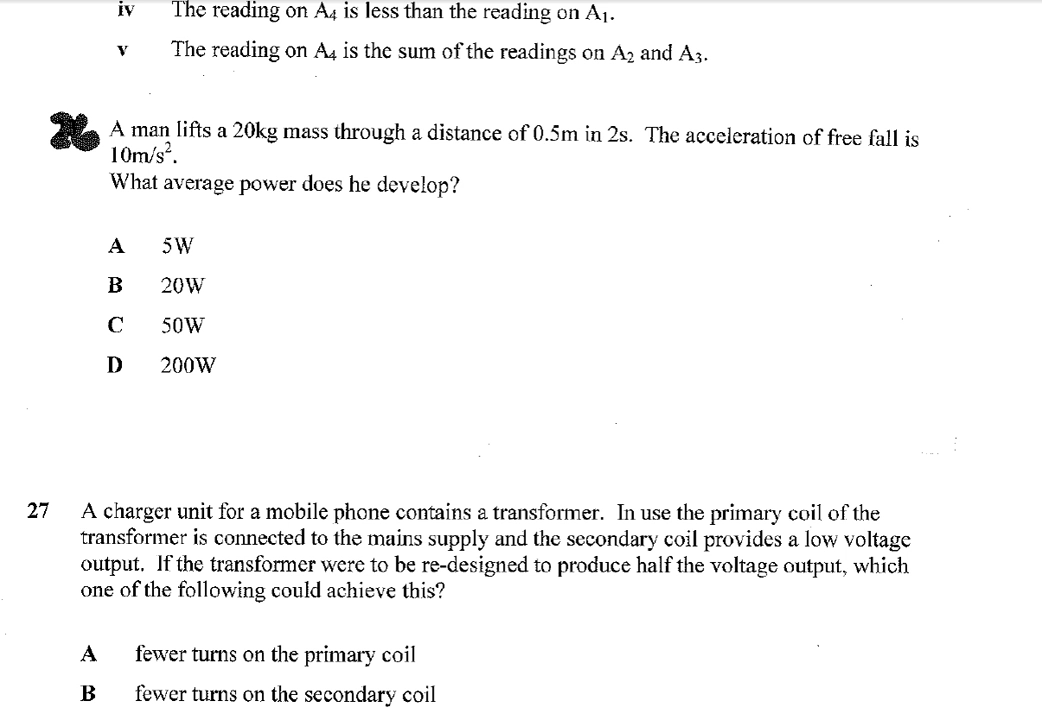 iv The reading on A4 is less than the reading on A1.
v The reading on A4 is the sum of the readings on A2 and A3.
26 A man lifts a 20kg mass through a distance of 0.5m in 2s. The acceleration of free fall is
10m/s².
What average power does he develop?
A 5W
B 20W
C 50W
D 200W
27 A charger unit for a mobile phone contains a transformer. In use the primary coil of the
transformer is connected to the mains supply and the secondary coil provides a low voltage
output. If the transformer were to be re-designed to produce half the voltage output, which
one of the following could achieve this?
A fewer turns on the primary coil
B fewer turns on the secondary coil